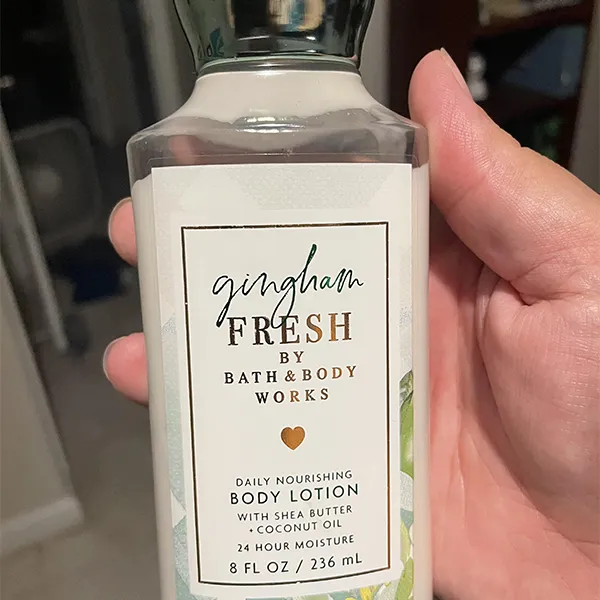 gingham
FRESH
BY
BATH & BODY
WORKS
DAILY NOURISHING
BODY LOTION
WITH SHEA BUTTER
+ COCONUT OIL
24 HOUR MOISTURE
8 FL OZ / 236 mL